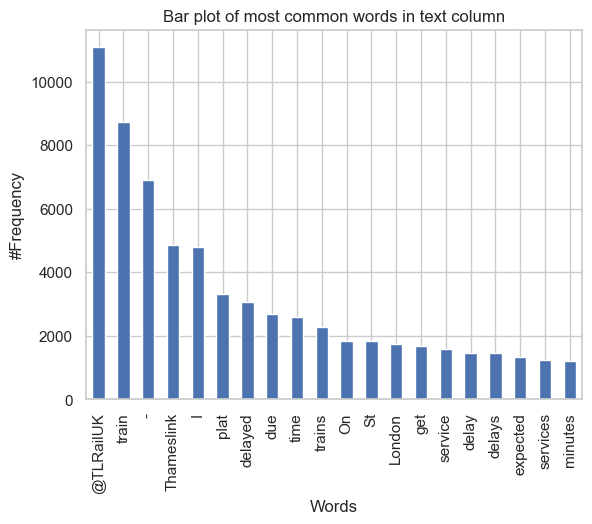 Bar plot of most common words in text column
#Frequency
10000
8000
6000
4000
2000
0
@TLRailUK
train
-
Thameslink
I
plat
delayed
due
time
trains
On
St
London
get
service
delay
delays
expected
services
minutes
Words